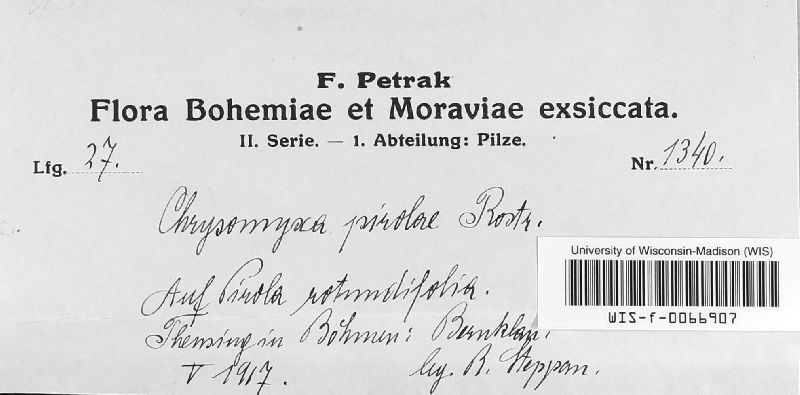 F. Petrak
Flora Bohemiae et Moraviae exsiccata.
II. Serie. — 1. Abteilung: Pilze.
Lfg. 27.
Nr. 1340.
Chrysomyxa pirolae Rostr.
University of Wisconsin-Madison (WIS)
WIS-f-0066907
Auf Pirola rotundifolia.
in Böhmen: Bernklau.
V 1917.
leg. B. Steppan.